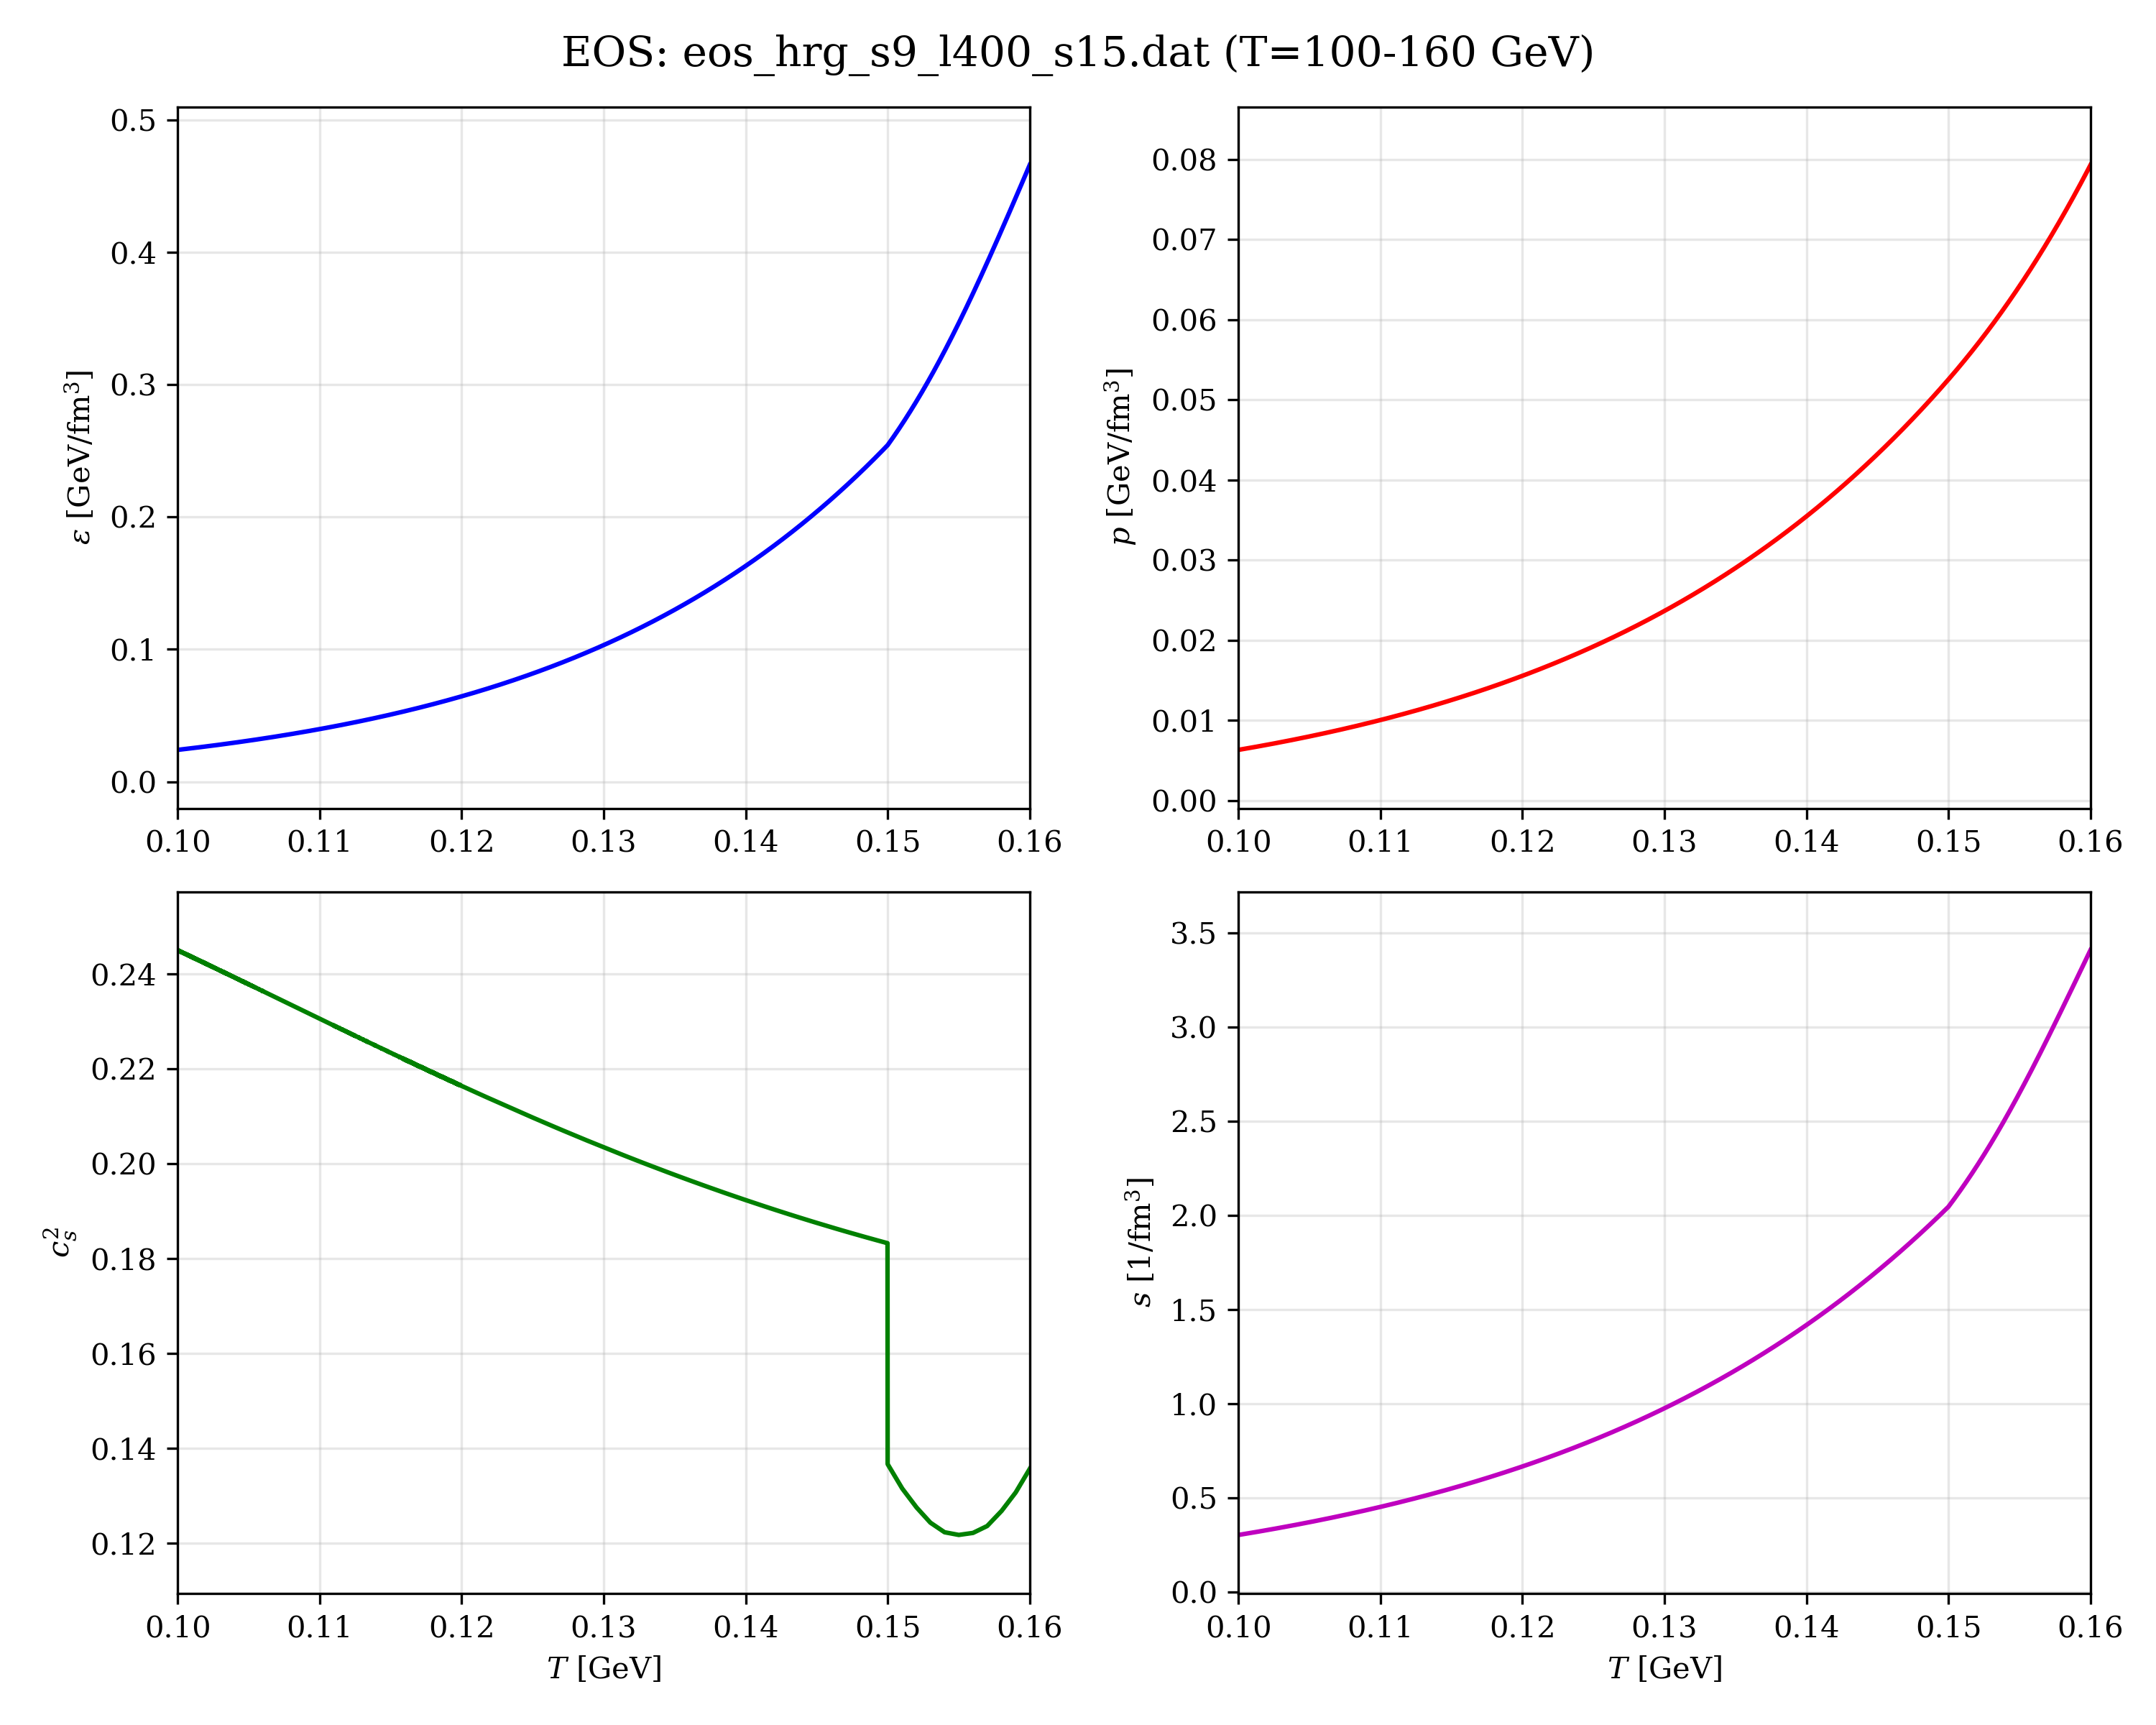 EOS: eos_hrg_s9_l400_s15.dat (T=100-160 GeV)
0.5
0.4
0.3
0.2
0.1
0.0
ε [GeV/fm³]
0.10 0.11 0.12 0.13 0.14 0.15 0.16
0.08
0.07
0.06
0.05
0.04
0.03
0.02
0.01
0.00
p [GeV/fm³]
0.10 0.11 0.12 0.13 0.14 0.15 0.16
0.24
0.22
0.20
0.18
0.16
0.14
0.12
c_s^2
0.10 0.11 0.12 0.13 0.14 0.15 0.16
T [GeV]
3.5
3.0
2.5
2.0
1.5
1.0
0.5
0.0
s [1/fm³]
0.10 0.11 0.12 0.13 0.14 0.15 0.16
T [GeV]